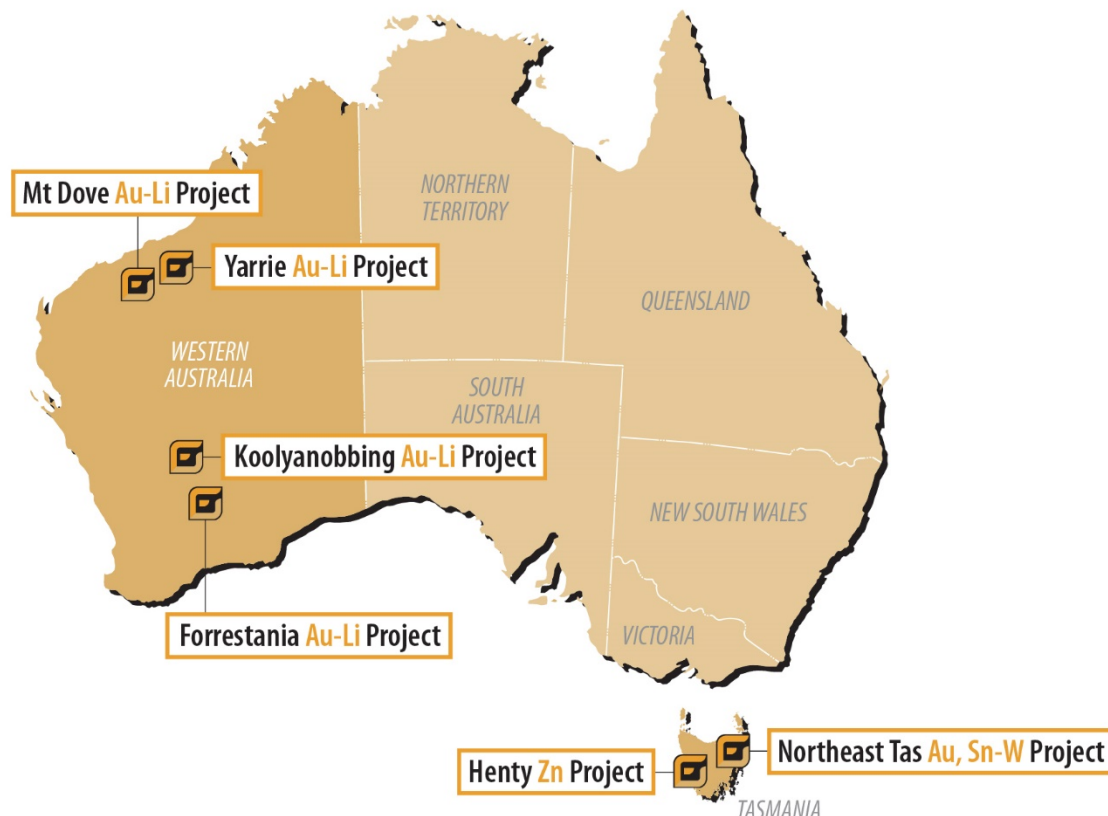 Mt Dove Au-Li Project
Yarrie Au-Li Project
NORTHERN
TERRITORY
QUEENSLAND
WESTERN
AUSTRALIA
SOUTH
AUSTRALIA
Koolyanobbing Au-Li Project
NEW SOUTH WALES
Forrestania Au-Li Project
VICTORIA
Northeast Tas Au, Sn-W Project
Henty Zn Project
TASMANIA